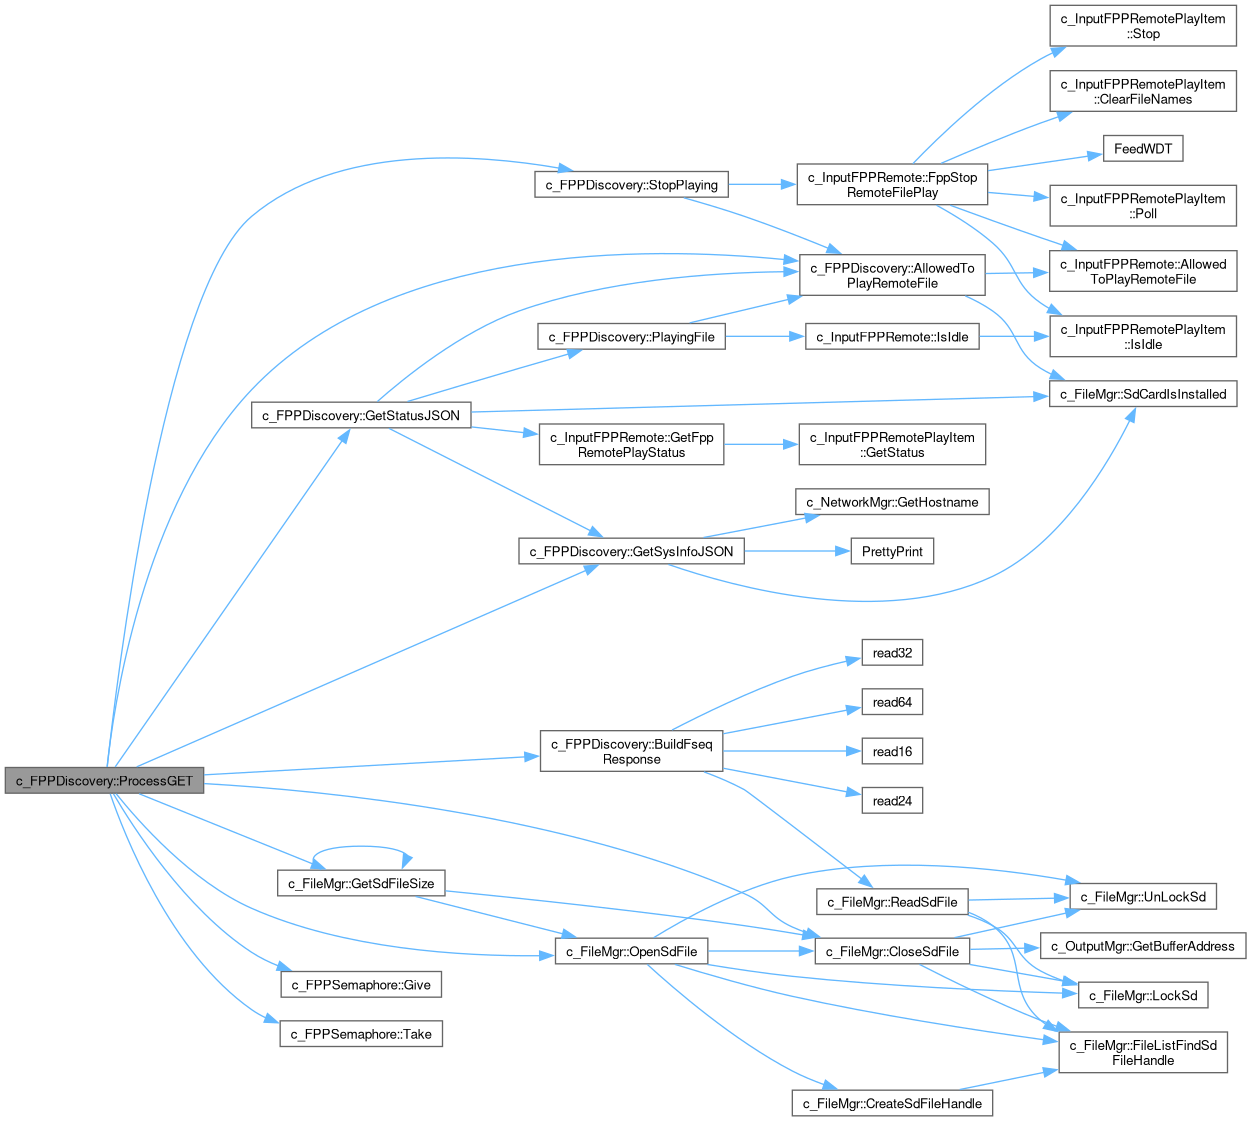 c_InputFPPRemotePlayItem
::Stop
c_InputFPPRemotePlayItem
::ClearFileNames
FeedWDT
c_FPPDiscovery::StopPlaying
c_InputFPPRemote::FppStop
RemoteFilePlay
c_InputFPPRemotePlayItem
::Poll
c_FPPDiscovery::AllowedTo
PlayRemoteFile
c_InputFPPRemote::Allowed
ToPlayRemoteFile
c_FPPDiscovery::PlayingFile
c_InputFPPRemote::IsIdle
c_InputFPPRemotePlayItem
::IsIdle
c_FPPDiscovery::GetStatusJSON
c_FileMgr::SdCardIsInstalled
c_InputFPPRemote::GetFpp
RemotePlayStatus
c_InputFPPRemotePlayItem
::GetStatus
c_NetworkMgr::GetHostname
c_FPPDiscovery::GetSysInfoJSON
PrettyPrint
read32
read64
c_FPPDiscovery::BuildFseq
Response
read16
c_FPPDiscovery::ProcessGET
read24
c_FileMgr::GetSdFileSize
c_FileMgr::ReadSdFile
c_FileMgr::UnLockSd
c_FileMgr::OpenSdFile
c_FileMgr::CloseSdFile
c_OutputMgr::GetBufferAddress
c_FPPSemaphore::Give
c_FileMgr::LockSd
c_FPPSemaphore::Take
c_FileMgr::FileListFindSd
FileHandle
c_FileMgr::CreateSdFileHandle